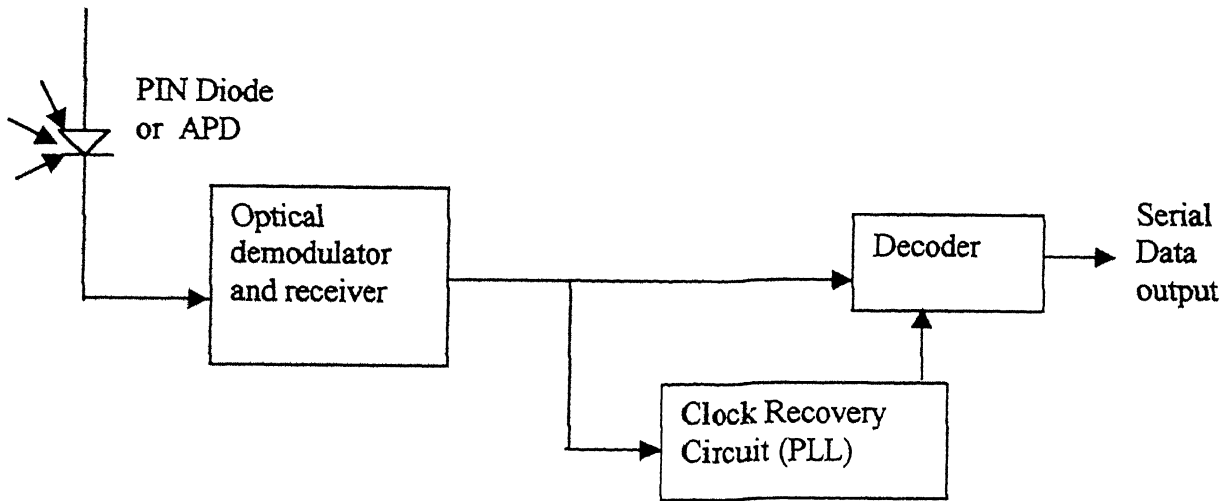 PIN Diode
or APD
Optical
demodulator
and receiver
Decoder
Serial
Data
output
Clock Recovery
Circuit (PLL)